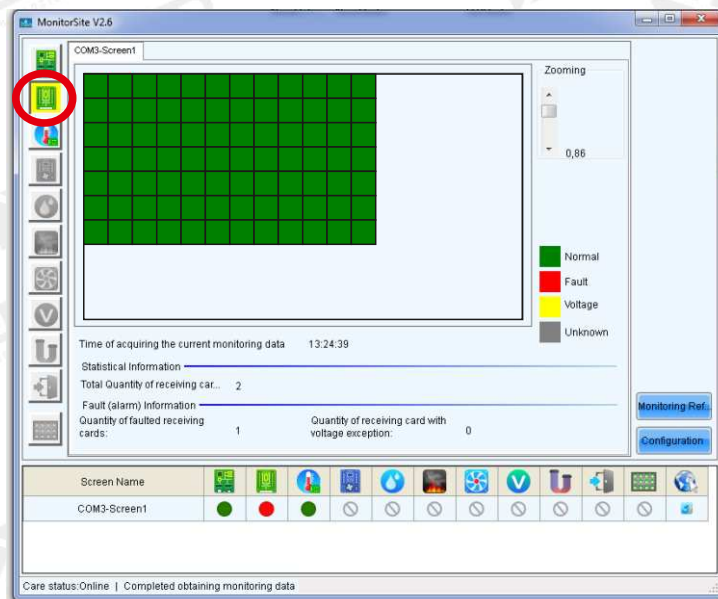 MonitorSite V2.6
COM3-Screen1
Zooming
0,86
Normal
Fault
Voltage
Unknown
Time of acquiring the current monitoring data 13:24:39
Statistical Information
Total Quantity of receiving car... 2
Fault (alarm) Information
Quantity of faulted receiving cards: 1
Quantity of receiving card with voltage exception: 0
Monitoring Ref..
Configuration
Screen Name
COM3-Screen1
Care status:Online | Completed obtaining monitoring data